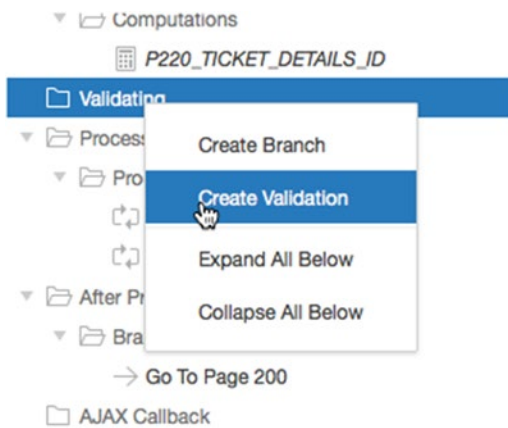 Computations
P220_TICKET_DETAILS_ID
Validating
Create Branch
Create Validation
Expand All Below
Collapse All Below
Go To Page 200
AJAX Callback